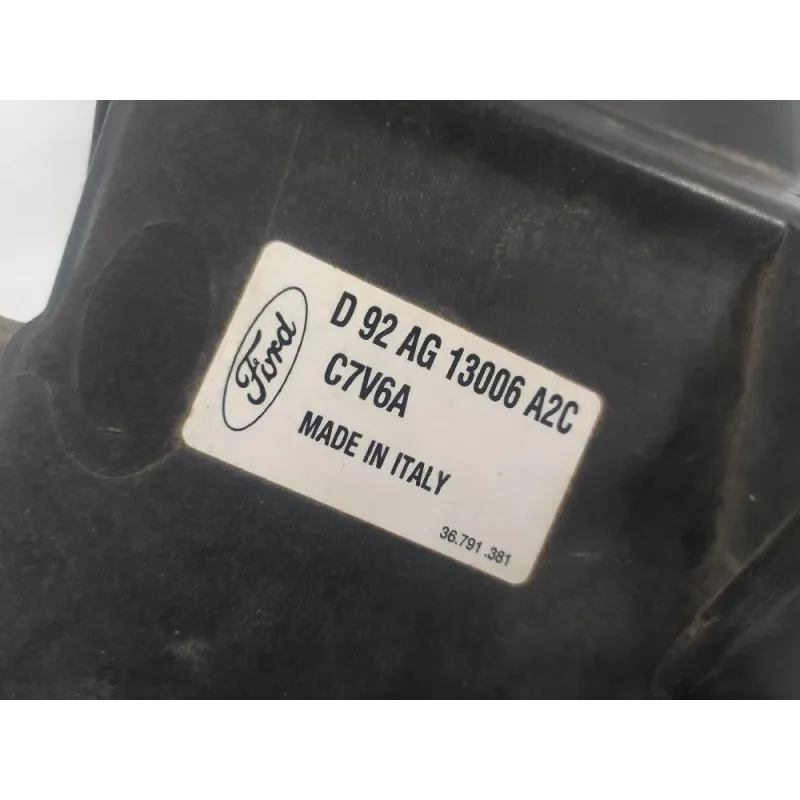 Ford
D 92 AG 13006 A2C
C7V6A
MADE IN ITALY
36.791.381